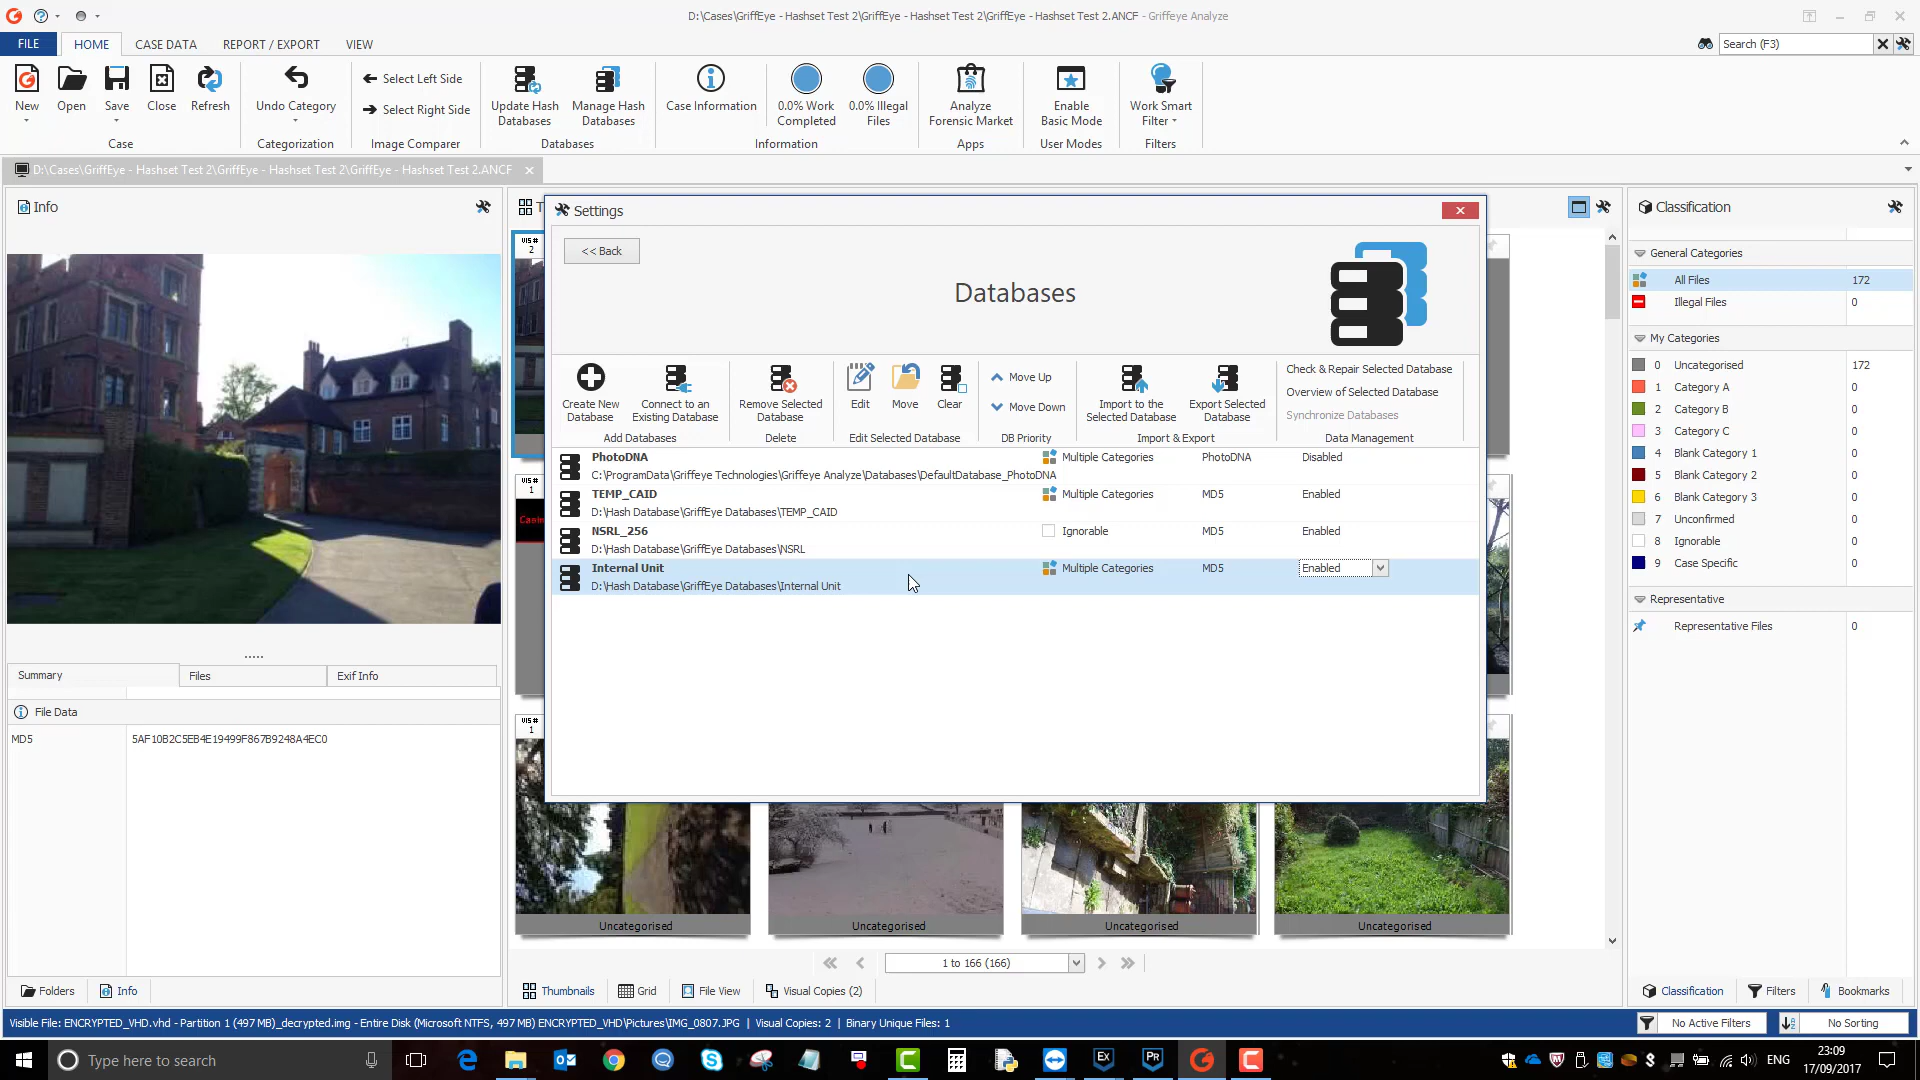 D:\Cases\GriffEye - Hashset Test 2\GriffEye - Hashset Test 2\GriffEye - Hashset Test 2.ANCF - Griffeye Analyze
FILE HOME CASE DATA REPORT / EXPORT VIEW
Search (F3)
New Open Save Close Refresh
Undo Category
Select Left Side
Select Right Side
Update Hash Databases
Manage Hash Databases
Case Information
0.0% Work Completed
0.0% Illegal Files
Analyze Forensic Market
Enable Basic Mode
Work Smart Filter
Case Categorization Image Comparer Databases Information Apps User Modes Filters
D:\Cases\GriffEye - Hashset Test 2\GriffEye - Hashset Test 2\GriffEye - Hashset Test 2.ANCF
Info
Summary Files Exif Info
File Data
MD5 5AF10B2C5EB4E19499F867B9248A4EC0
Folders Info
T
VIS#
2
VIS#
1
VIS#
1
Settings
<< Back
Databases
Create New Database
Connect to an Existing Database
Remove Selected Database
Edit Move Clear
Move Up
Move Down
Import to the Selected Database
Export Selected Database
Check & Repair Selected Database
Overview of Selected Database
Synchronize Databases
Add Databases Delete Edit Selected Database DB Priority Import & Export Data Management
PhotoDNA Multiple Categories PhotoDNA Disabled
C:\ProgramData\Griffeye Technologies\Griffeye Analyze\Databases\DefaultDatabase_PhotoDNA
TEMP_CAID Multiple Categories MD5 Enabled
D:\Hash Database\GriffEye Databases\TEMP_CAID
NSRL_256 Ignorable MD5 Enabled
D:\Hash Database\GriffEye Databases\NSRL
Internal Unit Multiple Categories MD5 Enabled
D:\Hash Database\GriffEye Databases\Internal Unit
Uncategorised Uncategorised Uncategorised Uncategorised
1 to 166 (166)
Thumbnails Grid File View Visual Copies (2)
Classification
General Categories
All Files 172
Illegal Files 0
My Categories
0 Uncategorised 172
1 Category A 0
2 Category B 0
3 Category C 0
4 Blank Category 1 0
5 Blank Category 2 0
6 Blank Category 3 0
7 Unconfirmed 0
8 Ignorable 0
9 Case Specific 0
Representative
Representative Files 0
Classification Filters Bookmarks
Visible File: ENCRYPTED_VHD.vhd - Partition 1 (497 MB)_decrypted.img - Entire Disk (Microsoft NTFS, 497 MB) ENCRYPTED_VHD\Pictures\IMG_0807.JPG | Visual Copies: 2 | Binary Unique Files: 1
No Active Filters No Sorting
Type here to search
EX
Pr
ENG
23:09
17/09/2017